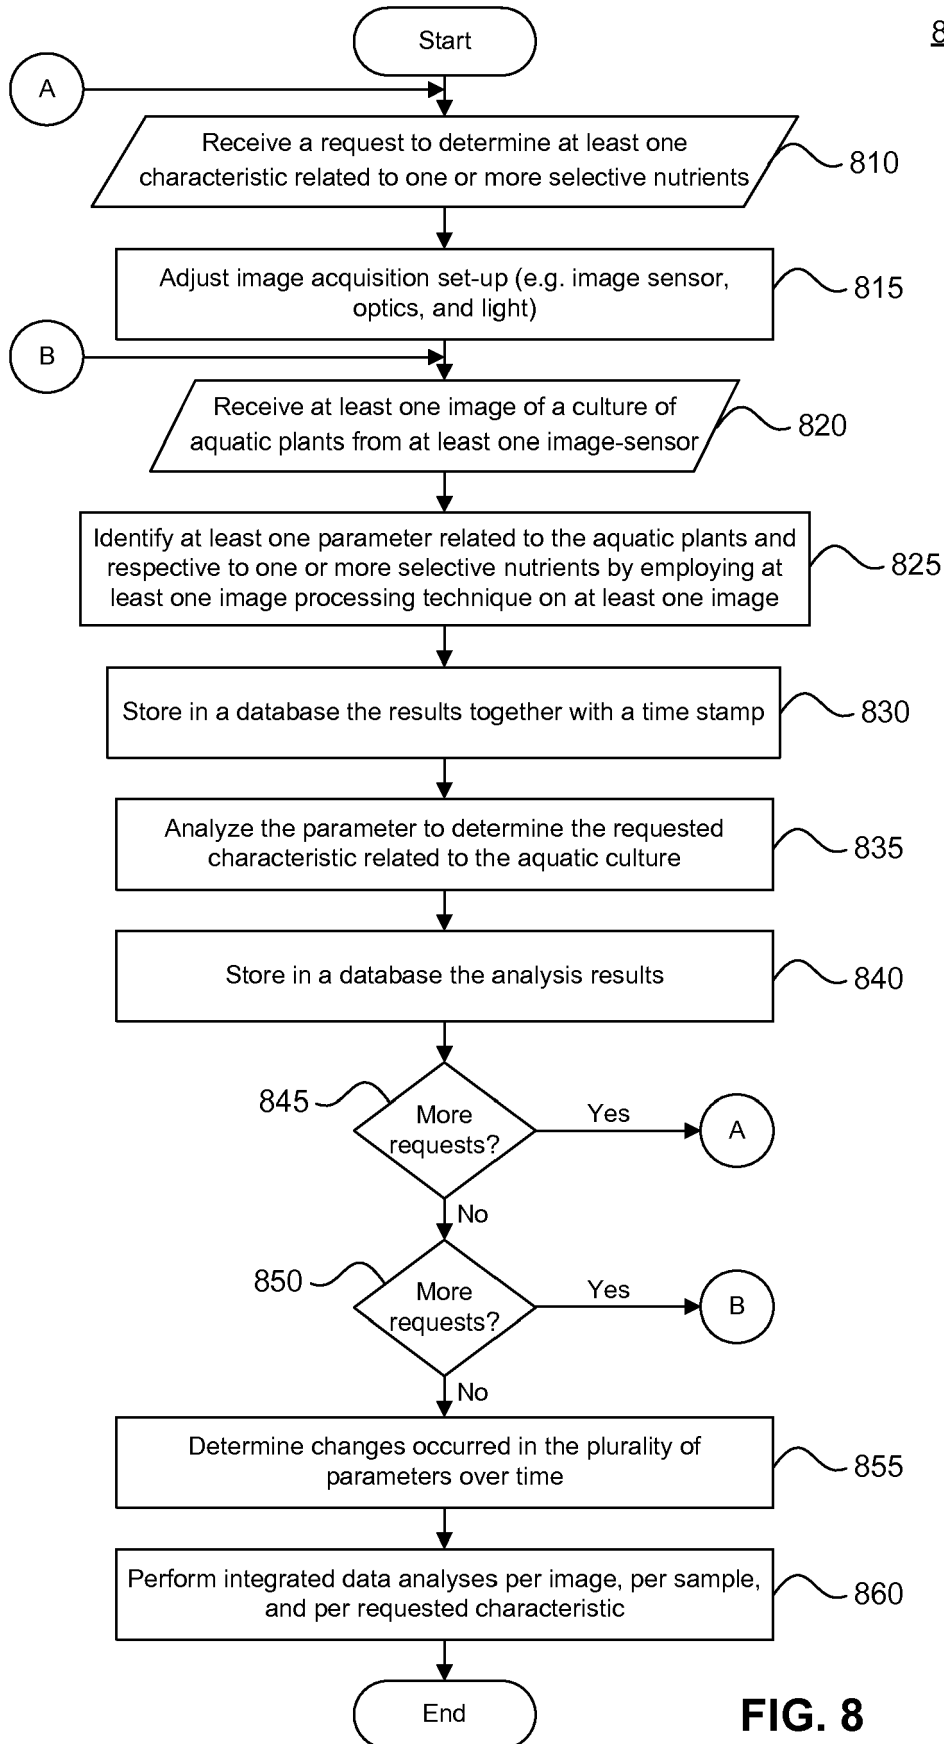 Start
8
A
Receive a request to determine at least one
characteristic related to one or more selective nutrients
810
Adjust image acquisition set-up (e.g. image sensor,
optics, and light)
815
B
Receive at least one image of a culture of
aquatic plants from at least one image-sensor
820
Identify at least one parameter related to the aquatic plants and
respective to one or more selective nutrients by employing at
least one image processing technique on at least one image
825
Store in a database the results together with a time stamp
830
Analyze the parameter to determine the requested
characteristic related to the aquatic culture
835
Store in a database the analysis results
840
845
More
requests?
Yes
A
No
850
More
requests?
Yes
B
No
Determine changes occurred in the plurality of
parameters over time
855
Perform integrated data analyses per image, per sample,
and per requested characteristic
860
End
FIG. 8